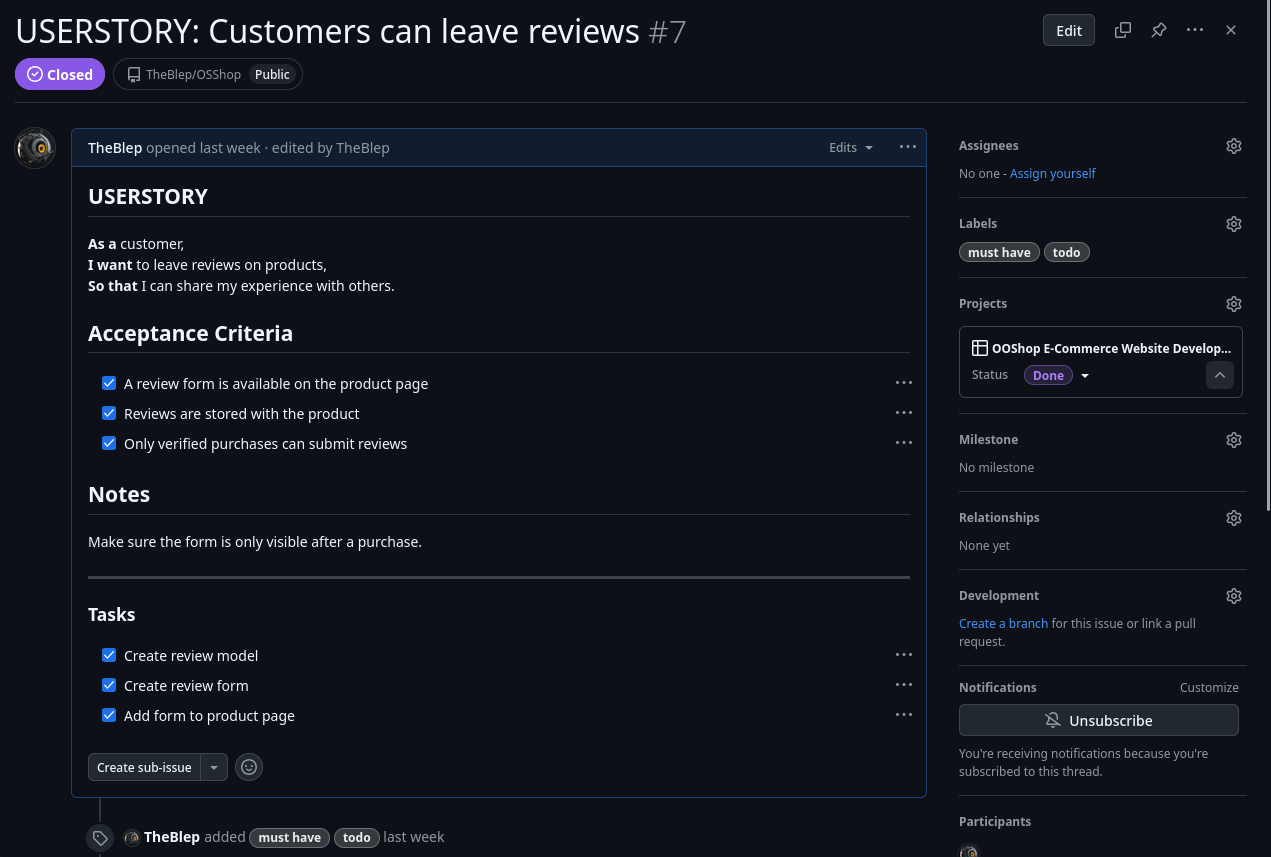 USERSTORY: Customers can leave reviews #7
Edit
Closed
TheBlep/OSShop Public
TheBlep opened last week · edited by TheBlep
Edits
USERSTORY
As a customer,
I want to leave reviews on products,
So that I can share my experience with others.
Acceptance Criteria
A review form is available on the product page
Reviews are stored with the product
Only verified purchases can submit reviews
Notes
Make sure the form is only visible after a purchase.
Tasks
Create review model
Create review form
Add form to product page
Create sub-issue
TheBlep added must have todo last week
Assignees
No one - Assign yourself
Labels
must have todo
Projects
OOShop E-Commerce Website Develop...
Status Done
Milestone
No milestone
Relationships
None yet
Development
Create a branch for this issue or link a pull
request.
Notifications Customize
Unsubscribe
You're receiving notifications because you're
subscribed to this thread.
Participants